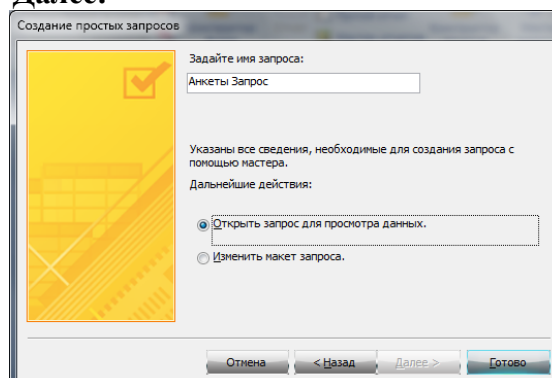 Далее.
Создание простых запросов
Задайте имя запроса:
Анкеты Запрос
Указаны все сведения, необходимые для создания запроса с
помощью мастера.
Дальнейшие действия:
Открыть запрос для просмотра данных.
Изменить макет запроса.
Отмена
< Назад
Далее >
Готово